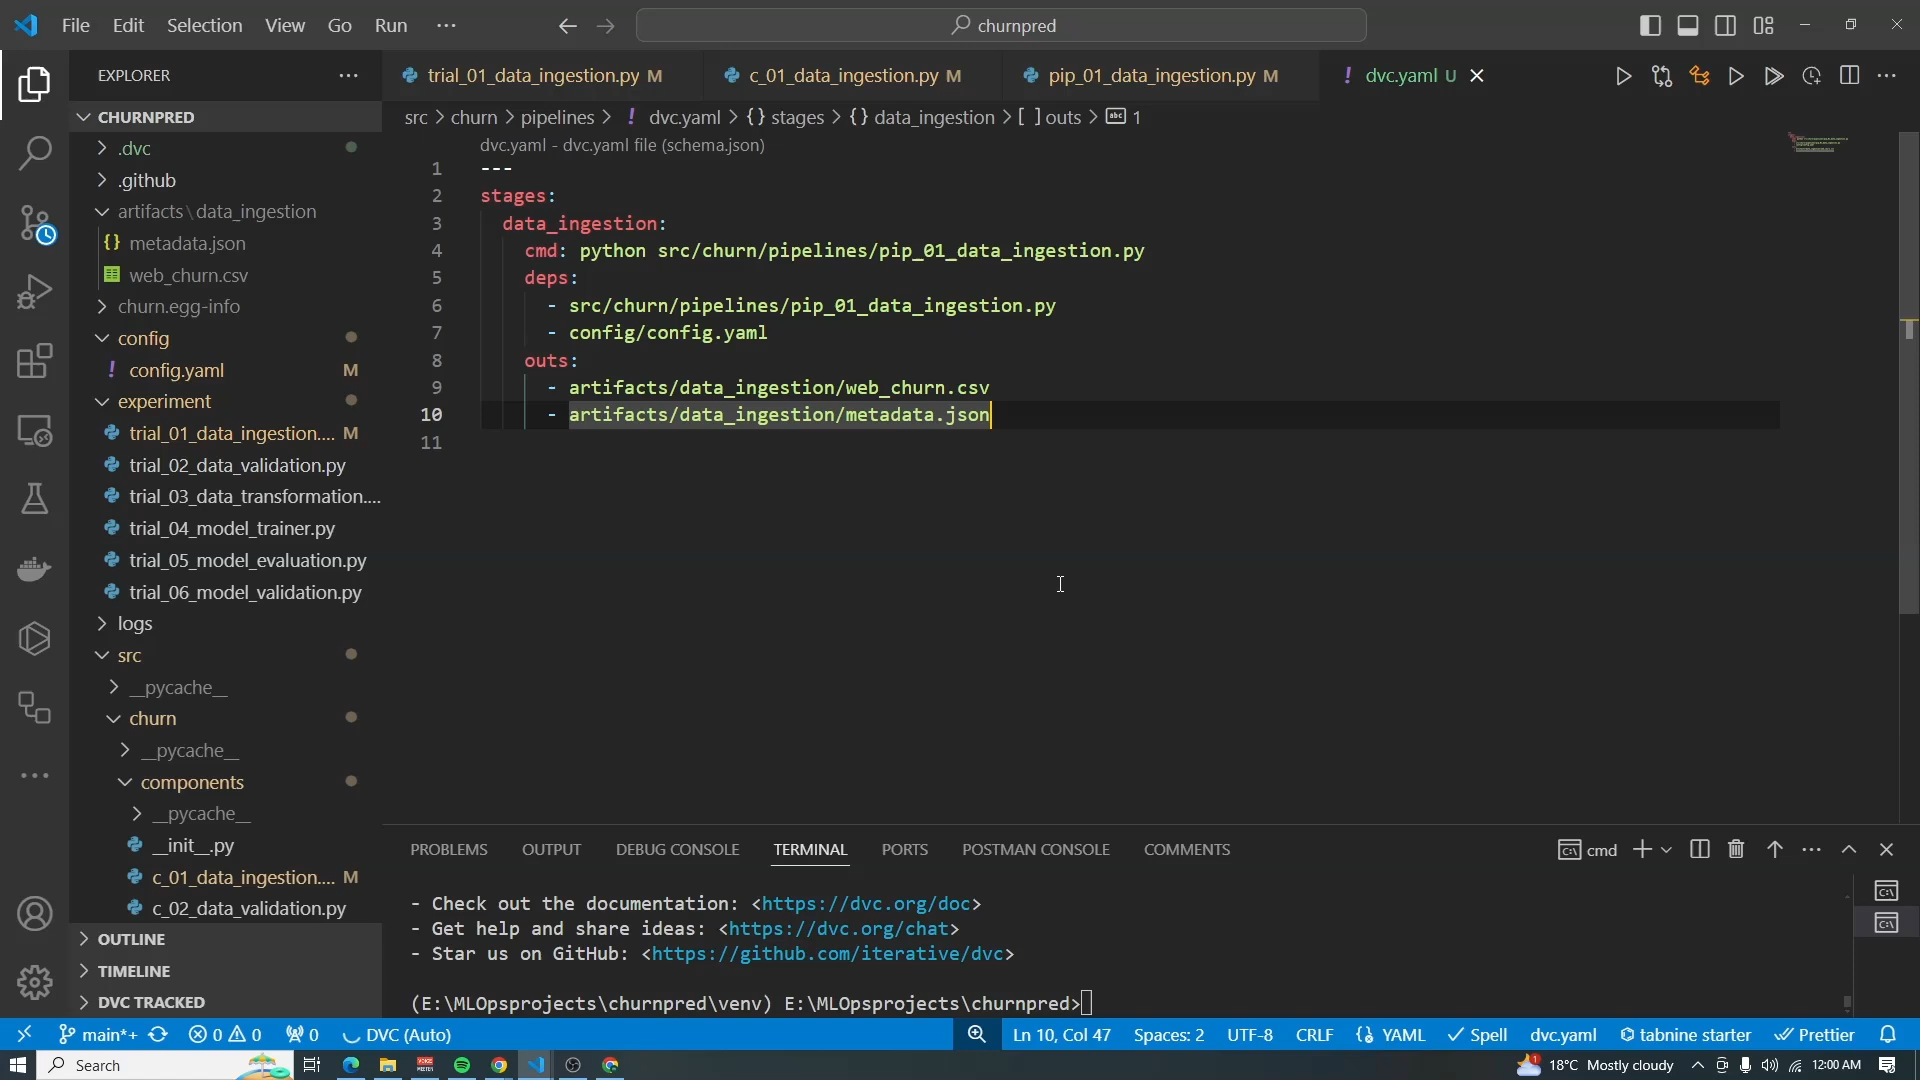 File Edit Selection View Go Run ···
churnpred
EXPLORER
CHURNPRED
.dvc
.github
artifacts\data_ingestion
metadata.json
web_churn.csv
churn.egg-info
config
config.yaml M
experiment
trial_01_data_ingestion.... M
trial_02_data_validation.py
trial_03_data_transformation....
trial_04_model_trainer.py
trial_05_model_evaluation.py
trial_06_model_validation.py
logs
src
__pycache__
churn
__pycache__
components
__pycache__
__init__.py
c_01_data_ingestion.... M
c_02_data_validation.py
OUTLINE
TIMELINE
DVC TRACKED
trial_01_data_ingestion.py M
c_01_data_ingestion.py M
pip_01_data_ingestion.py M
! dvc.yaml U
src > churn > pipelines > ! dvc.yaml > {} stages > {} data_ingestion > [ ] outs > abc 1
dvc.yaml - dvc.yaml file (schema.json)
1 ---
2 stages:
3 data_ingestion:
4 cmd: python src/churn/pipelines/pip_01_data_ingestion.py
5 deps:
6 - src/churn/pipelines/pip_01_data_ingestion.py
7 - config/config.yaml
8 outs:
9 - artifacts/data_ingestion/web_churn.csv
10 - artifacts/data_ingestion/metadata.json
11
PROBLEMS OUTPUT DEBUG CONSOLE TERMINAL PORTS POSTMAN CONSOLE COMMENTS
cmd
- Check out the documentation: <https://dvc.org/doc>
- Get help and share ideas: <https://dvc.org/chat>
- Star us on GitHub: <https://github.com/iterative/dvc>
(E:\MLOpsprojects\churnpred\venv) E:\MLOpsprojects\churnpred>
main*+ 0 0 0 DVC (Auto) Ln 10, Col 47 Spaces: 2 UTF-8 CRLF {} YAML Spell dvc.yaml tabnine starter Prettier
Search
18°C Mostly cloudy 12:00 AM